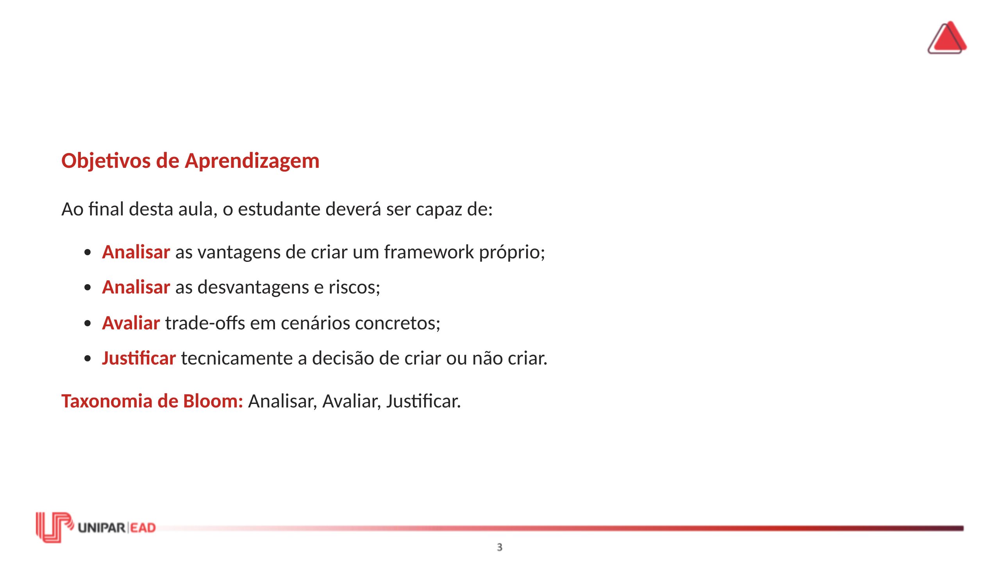 Objetivos de Aprendizagem
Ao final desta aula, o estudante deverá ser capaz de:
• Analisar as vantagens de criar um framework próprio;
• Analisar as desvantagens e riscos;
• Avaliar trade-offs em cenários concretos;
• Justificar tecnicamente a decisão de criar ou não criar.
Taxonomia de Bloom: Analisar, Avaliar, Justificar.
UNIPAR|EAD
3